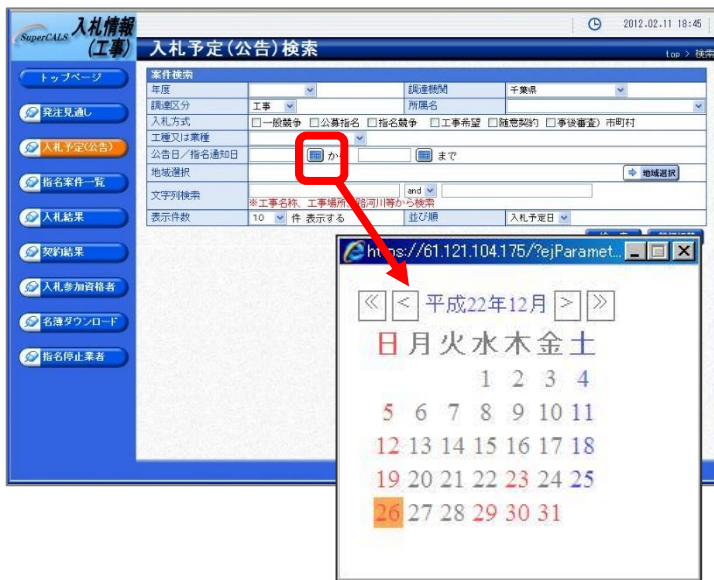 SuperCALS 入札情報
(工事)
2012.02.11 18:45
入札予定(公告)検索
top > 検索
トップページ
発注見通し
入札予定(公告)
指名案件一覧
入札結果
契約結果
入札参加資格者
名簿ダウンロード
指名停止業者
案件検索
年度 調達機関 千葉県
調達区分 工事 所属名
入札方式 □一般競争 □公募指名 □指名競争 □工事希望 □随意契約 □事後審査) 市町村
工種又は業種
公告日/指名通知日 から まで
地域選択 地域選択
文字列検索 and
※工事名称、工事場所 路河川等から検索
表示件数 10 件 表示する 並び順 入札予定日
https://61.121.104.175/?ejParamet...
≪ < 平成22年12月 > ≫
日 月 火 水 木 金 土
1 2 3 4
5 6 7 8 9 10 11
12 13 14 15 16 17 18
19 20 21 22 23 24 25
26 27 28 29 30 31